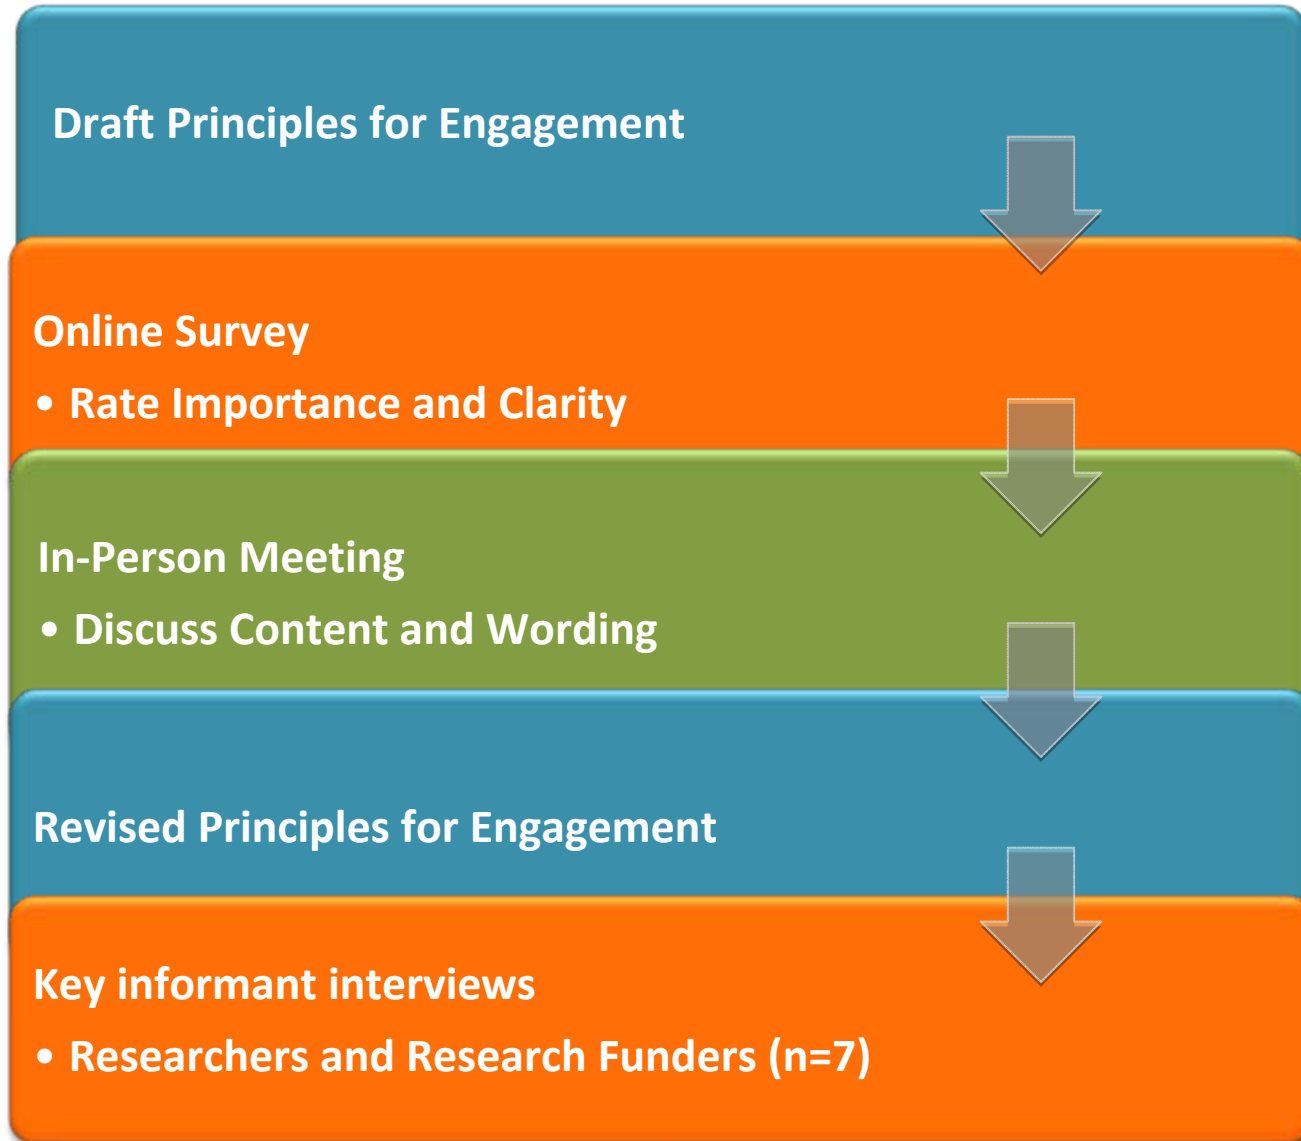 Draft Principles for Engagement
Online Survey
• Rate Importance and Clarity
In-Person Meeting
• Discuss Content and Wording
Revised Principles for Engagement
Key informant interviews
• Researchers and Research Funders (n=7)